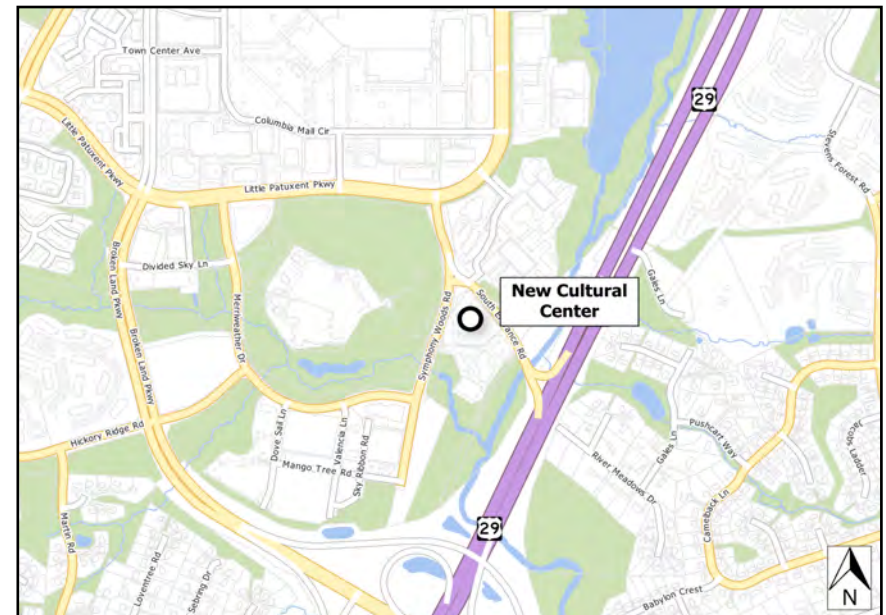 Town Center Ave
29
Stevens Forest Rd
Columbia Mall Cir
Little Patuxent Pkwy
Little Patuxent Pkwy
Broken Land Pkwy
Divided Sky Ln
Merriweather Dr
Symphony Woods Rd
South Entrance Rd
New Cultural
Center
Gales Ln
Broken Land Pkwy
Hickory Ridge Rd
Dove Sail Ln
Valencia Ln
Sky Ribbon Rd
Mango Tree Rd
Pushcart Way
Gales Ln
Jacobs Ladder
River Meadows Dr
Camelback Ln
Martin Rd
29
Loventree Rd
Sebring Dr
Babylon Crest
N